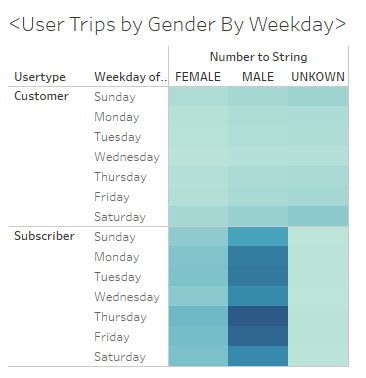 <User Trips by Gender By Weekday>
Number to String
Usertype Weekday of.. FEMALE MALE UNKOWN
Customer Sunday
Monday
Tuesday
Wednesday
Thursday
Friday
Saturday
Subscriber Sunday
Monday
Tuesday
Wednesday
Thursday
Friday
Saturday